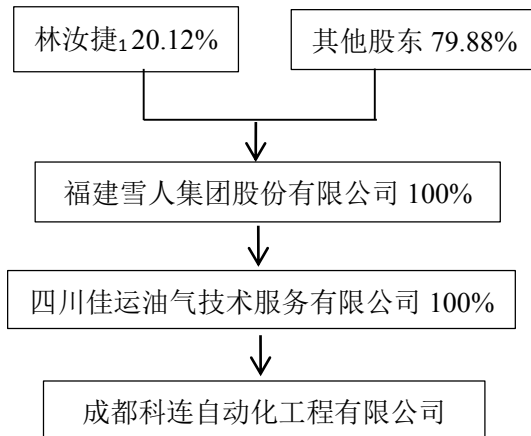 林汝捷₁ 20.12%
其他股东 79.88%
福建雪人集团股份有限公司 100%
四川佳运油气技术服务有限公司 100%
成都科连自动化工程有限公司